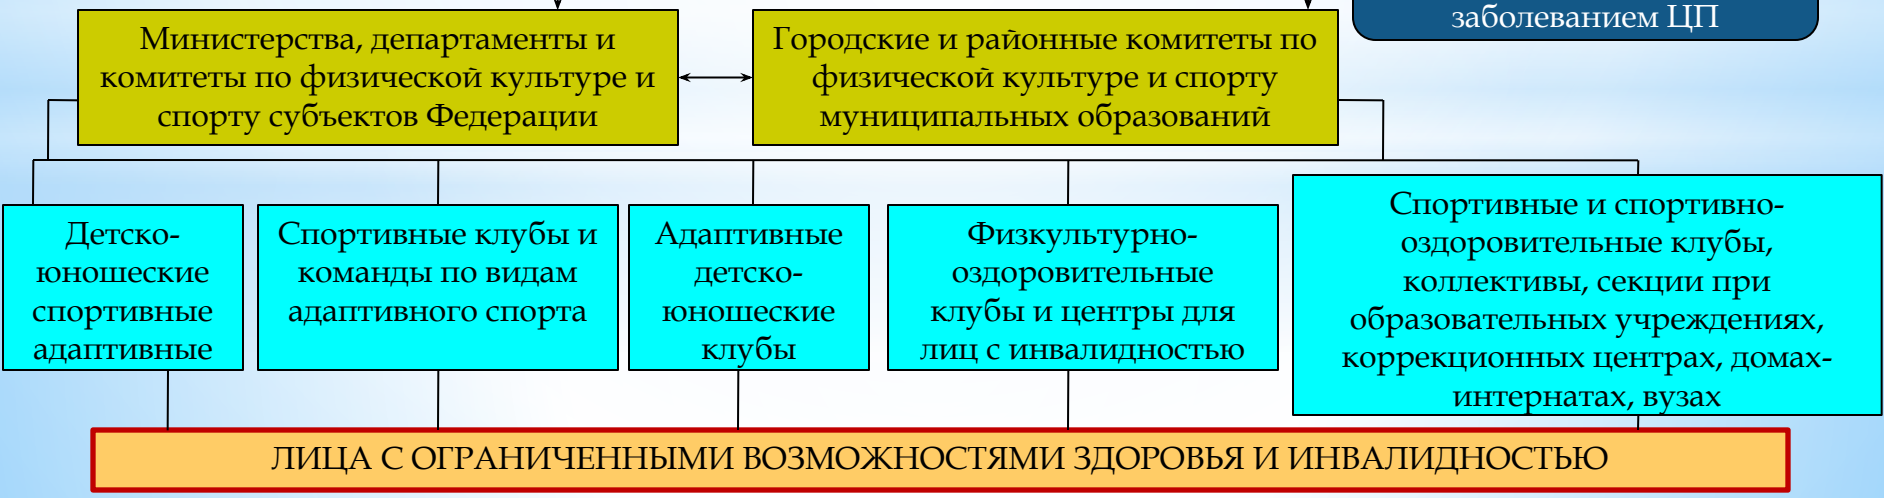 заболеванием ЦП
Министерства, департаменты и
комитеты по физической культуре и
спорту субъектов Федерации
Городские и районные комитеты по
физической культуре и спорту
муниципальных образований
Детско-
юношеские
спортивные
адаптивные
Спортивные клубы и
команды по видам
адаптивного спорта
Адаптивные
детско-
юношеские
клубы
Физкультурно-
оздоровительные
клубы и центры для
лиц с инвалидностью
Спортивные и спортивно-
оздоровительные клубы,
коллективы, секции при
образовательных учреждениях,
коррекционных центрах, домах-
интернатах, вузах
ЛИЦА С ОГРАНИЧЕННЫМИ ВОЗМОЖНОСТЯМИ ЗДОРОВЬЯ И ИНВАЛИДНОСТЬЮ